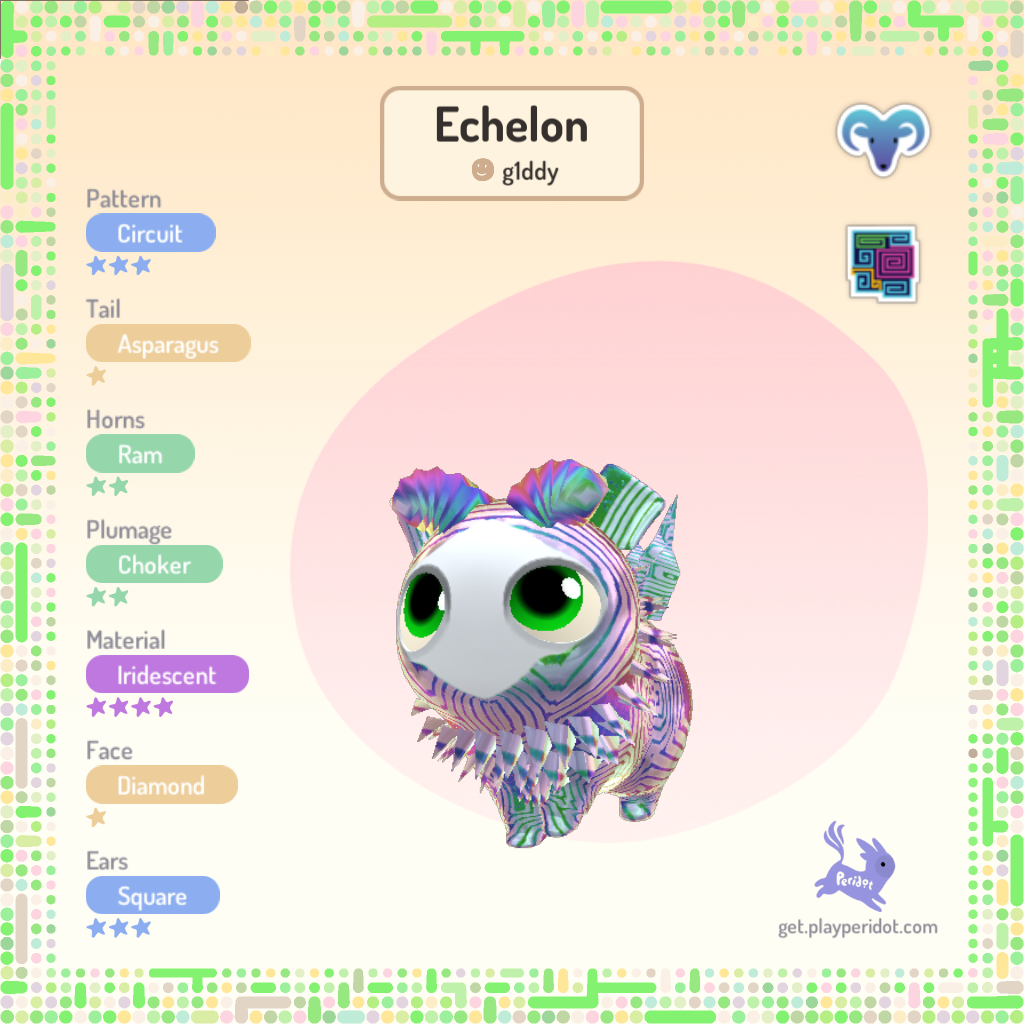 Echelon
g1ddy
Pattern
Circuit
Tail
Asparagus
Horns
Ram
Plumage
Choker
Material
Iridescent
Face
Diamond
Ears
Square
Peridot
get.playperidot.com